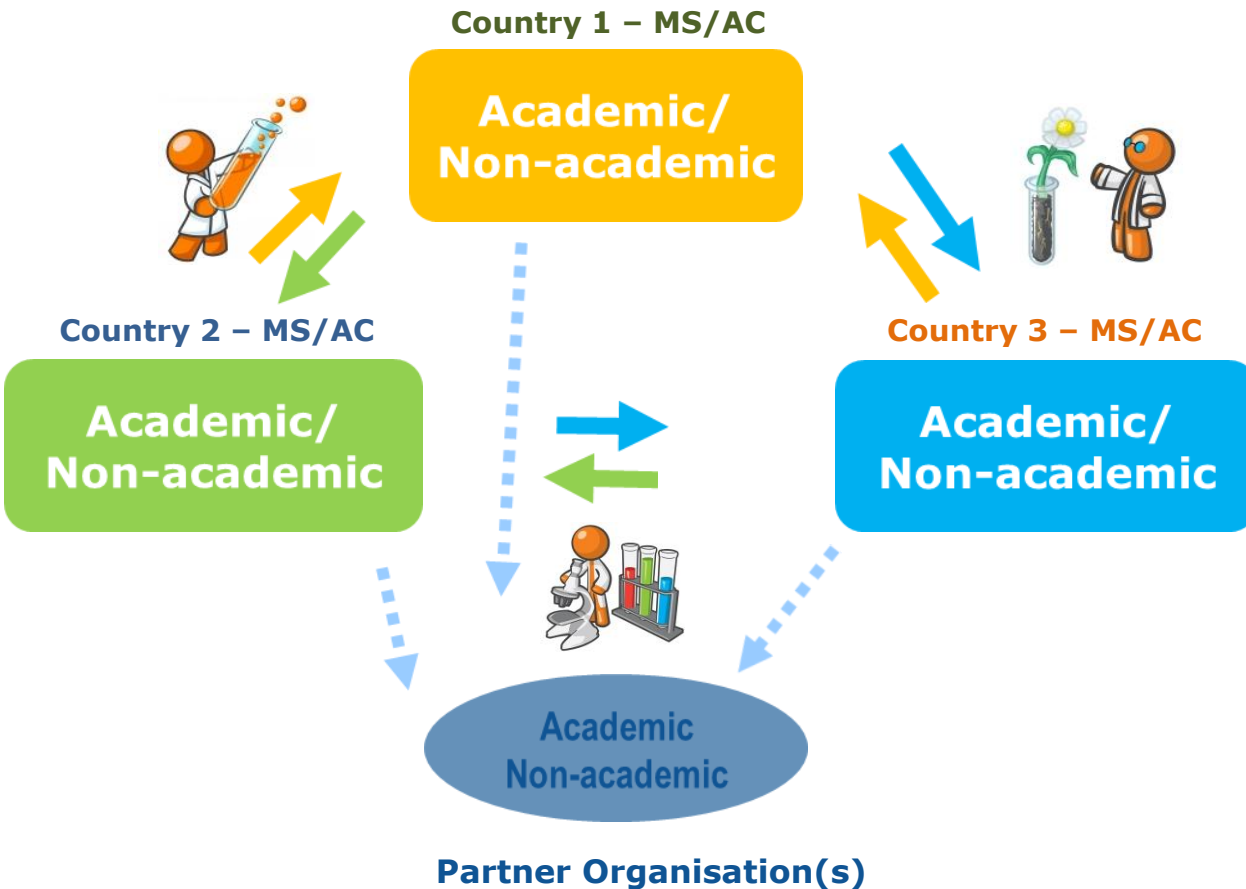 Country 1 – MS/AC
Academic/
Non-academic
Country 2 – MS/AC
Country 3 – MS/AC
Academic/
Non-academic
Academic/
Non-academic
Academic
Non-academic
Partner Organisation(s)